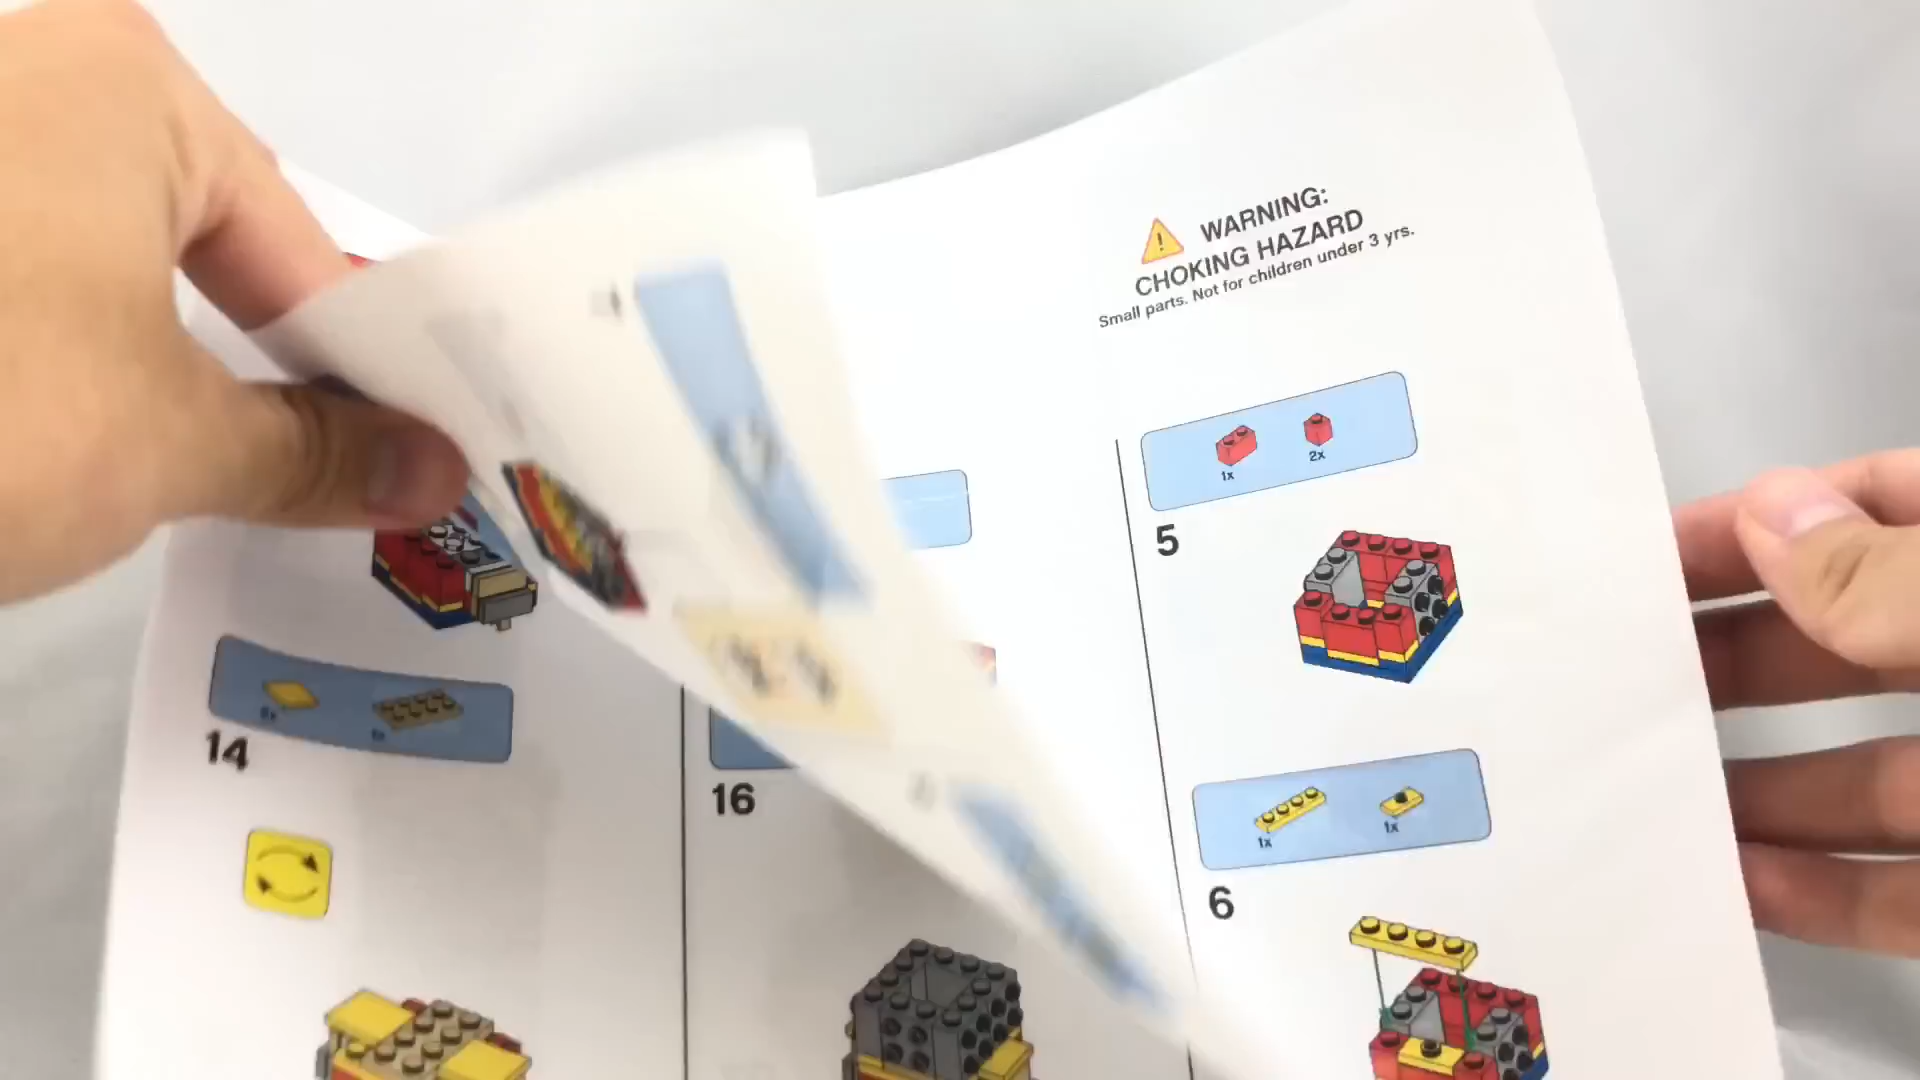 WARNING:
CHOKING HAZARD
Small parts. Not for children under 3 yrs.
1x
2x
5
1x
1x
6
14
16